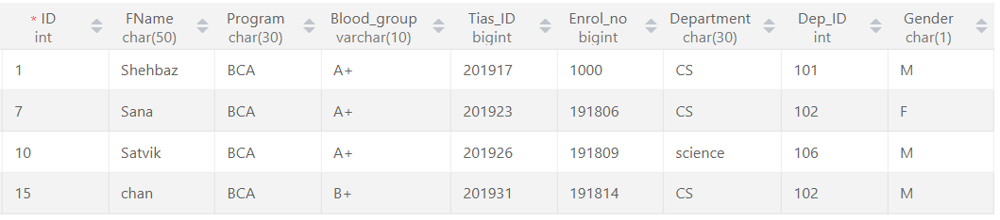 * ID FName Program Blood_group Tias_ID Enrol_no Department Dep_ID Gender
int char(50) char(30) varchar(10) bigint bigint char(30) int char(1)
1 Shehbaz BCA A+ 201917 1000 CS 101 M
7 Sana BCA A+ 201923 191806 CS 102 F
10 Satvik BCA A+ 201926 191809 science 106 M
15 chan BCA B+ 201931 191814 CS 102 M